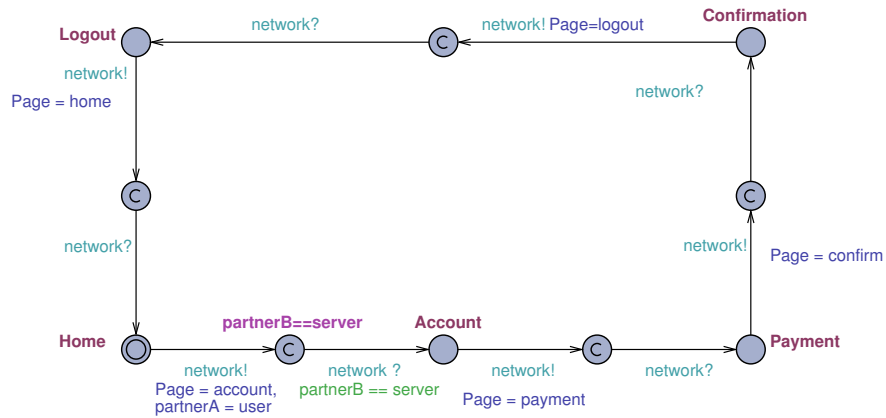 Confirmation
Logout
network?
network! Page=logout
C
network!
Page = home
network?
C
C
network?
network!
Page = confirm
partnerB==server
Account
Home
Payment
C
C
network!
network ?
network!
network?
Page = account,
partnerA = user
partnerB == server
Page = payment